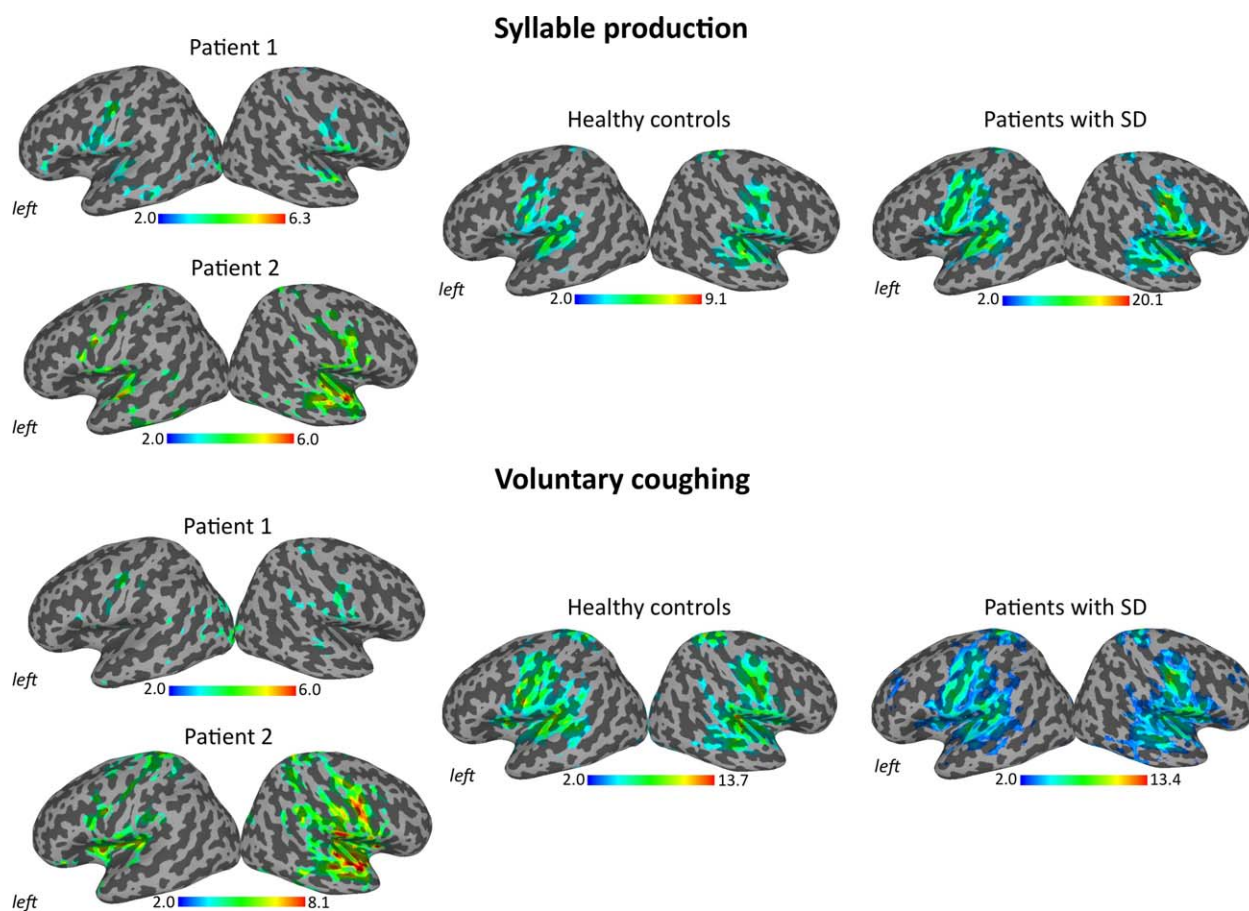 Syllable production
Patient 1
left
2.0 6.3
Patient 2
left
2.0 6.0
Healthy controls
left
2.0 9.1
Patients with SD
left
2.0 20.1
Voluntary coughing
Patient 1
left
2.0 6.0
Patient 2
left
2.0 8.1
Healthy controls
left
2.0 13.7
Patients with SD
left
2.0 13.4